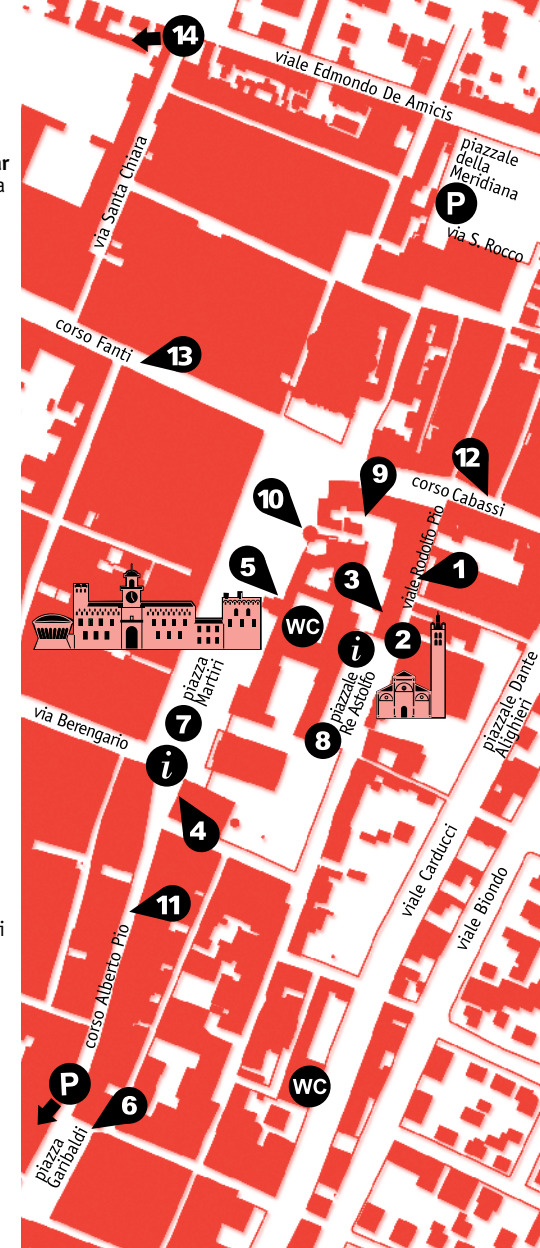 14
viale Edmondo De Amicis
ar
a
piazzale
della
Meridiana
via Santa Chiara
P
via S. Rocco
corso Fanti
13
12
9
corso Cabassi
10
viale Rodolfo Pio
5
3
1
WC
2
i
piazza
Martiri
piazzale
Re Astolfo
piazzale Dante
Alighieri
via Berengario
7
8
i
4
viale Carducci
viale Biondo
11
i
corso Alberto Pio
P
WC
6
piazza
Garibaldi